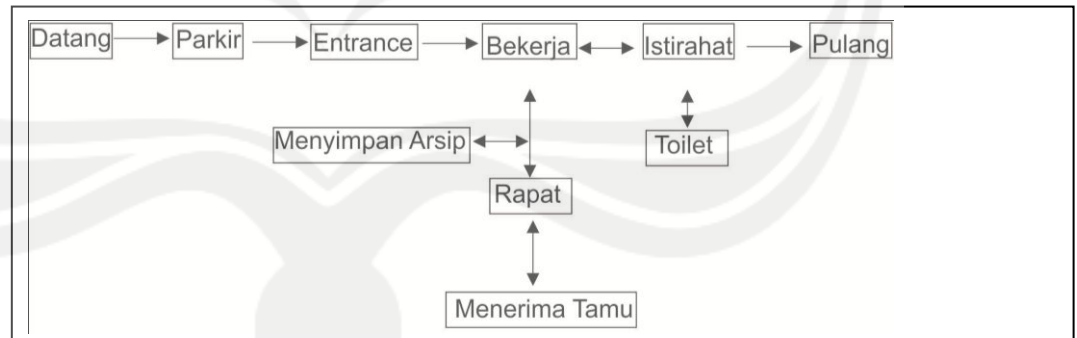 Datang Parkir Entrance Bekerja Istirahat Pulang
Menyimpan Arsip Toilet
Rapat
Menerima Tamu